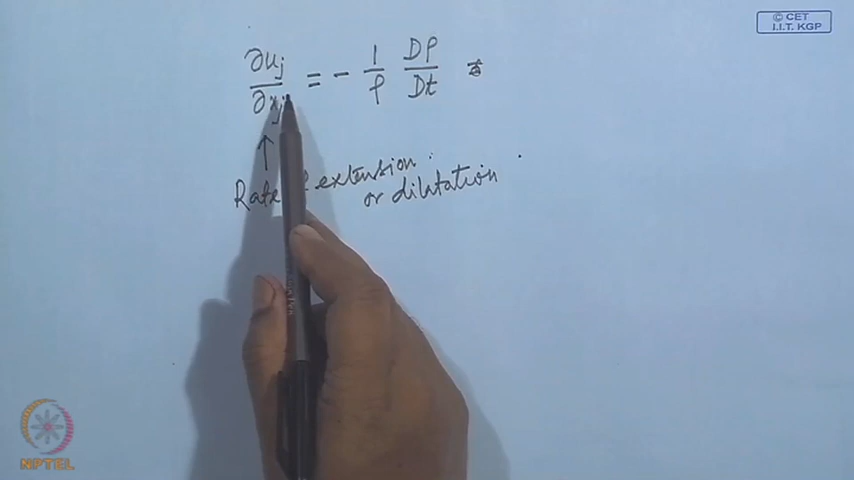 © CET
I.I.T. KGP
∂uj/∂xj = - 1/ρ Dρ/Dt
Rate extension
or dilatation
NPTEL